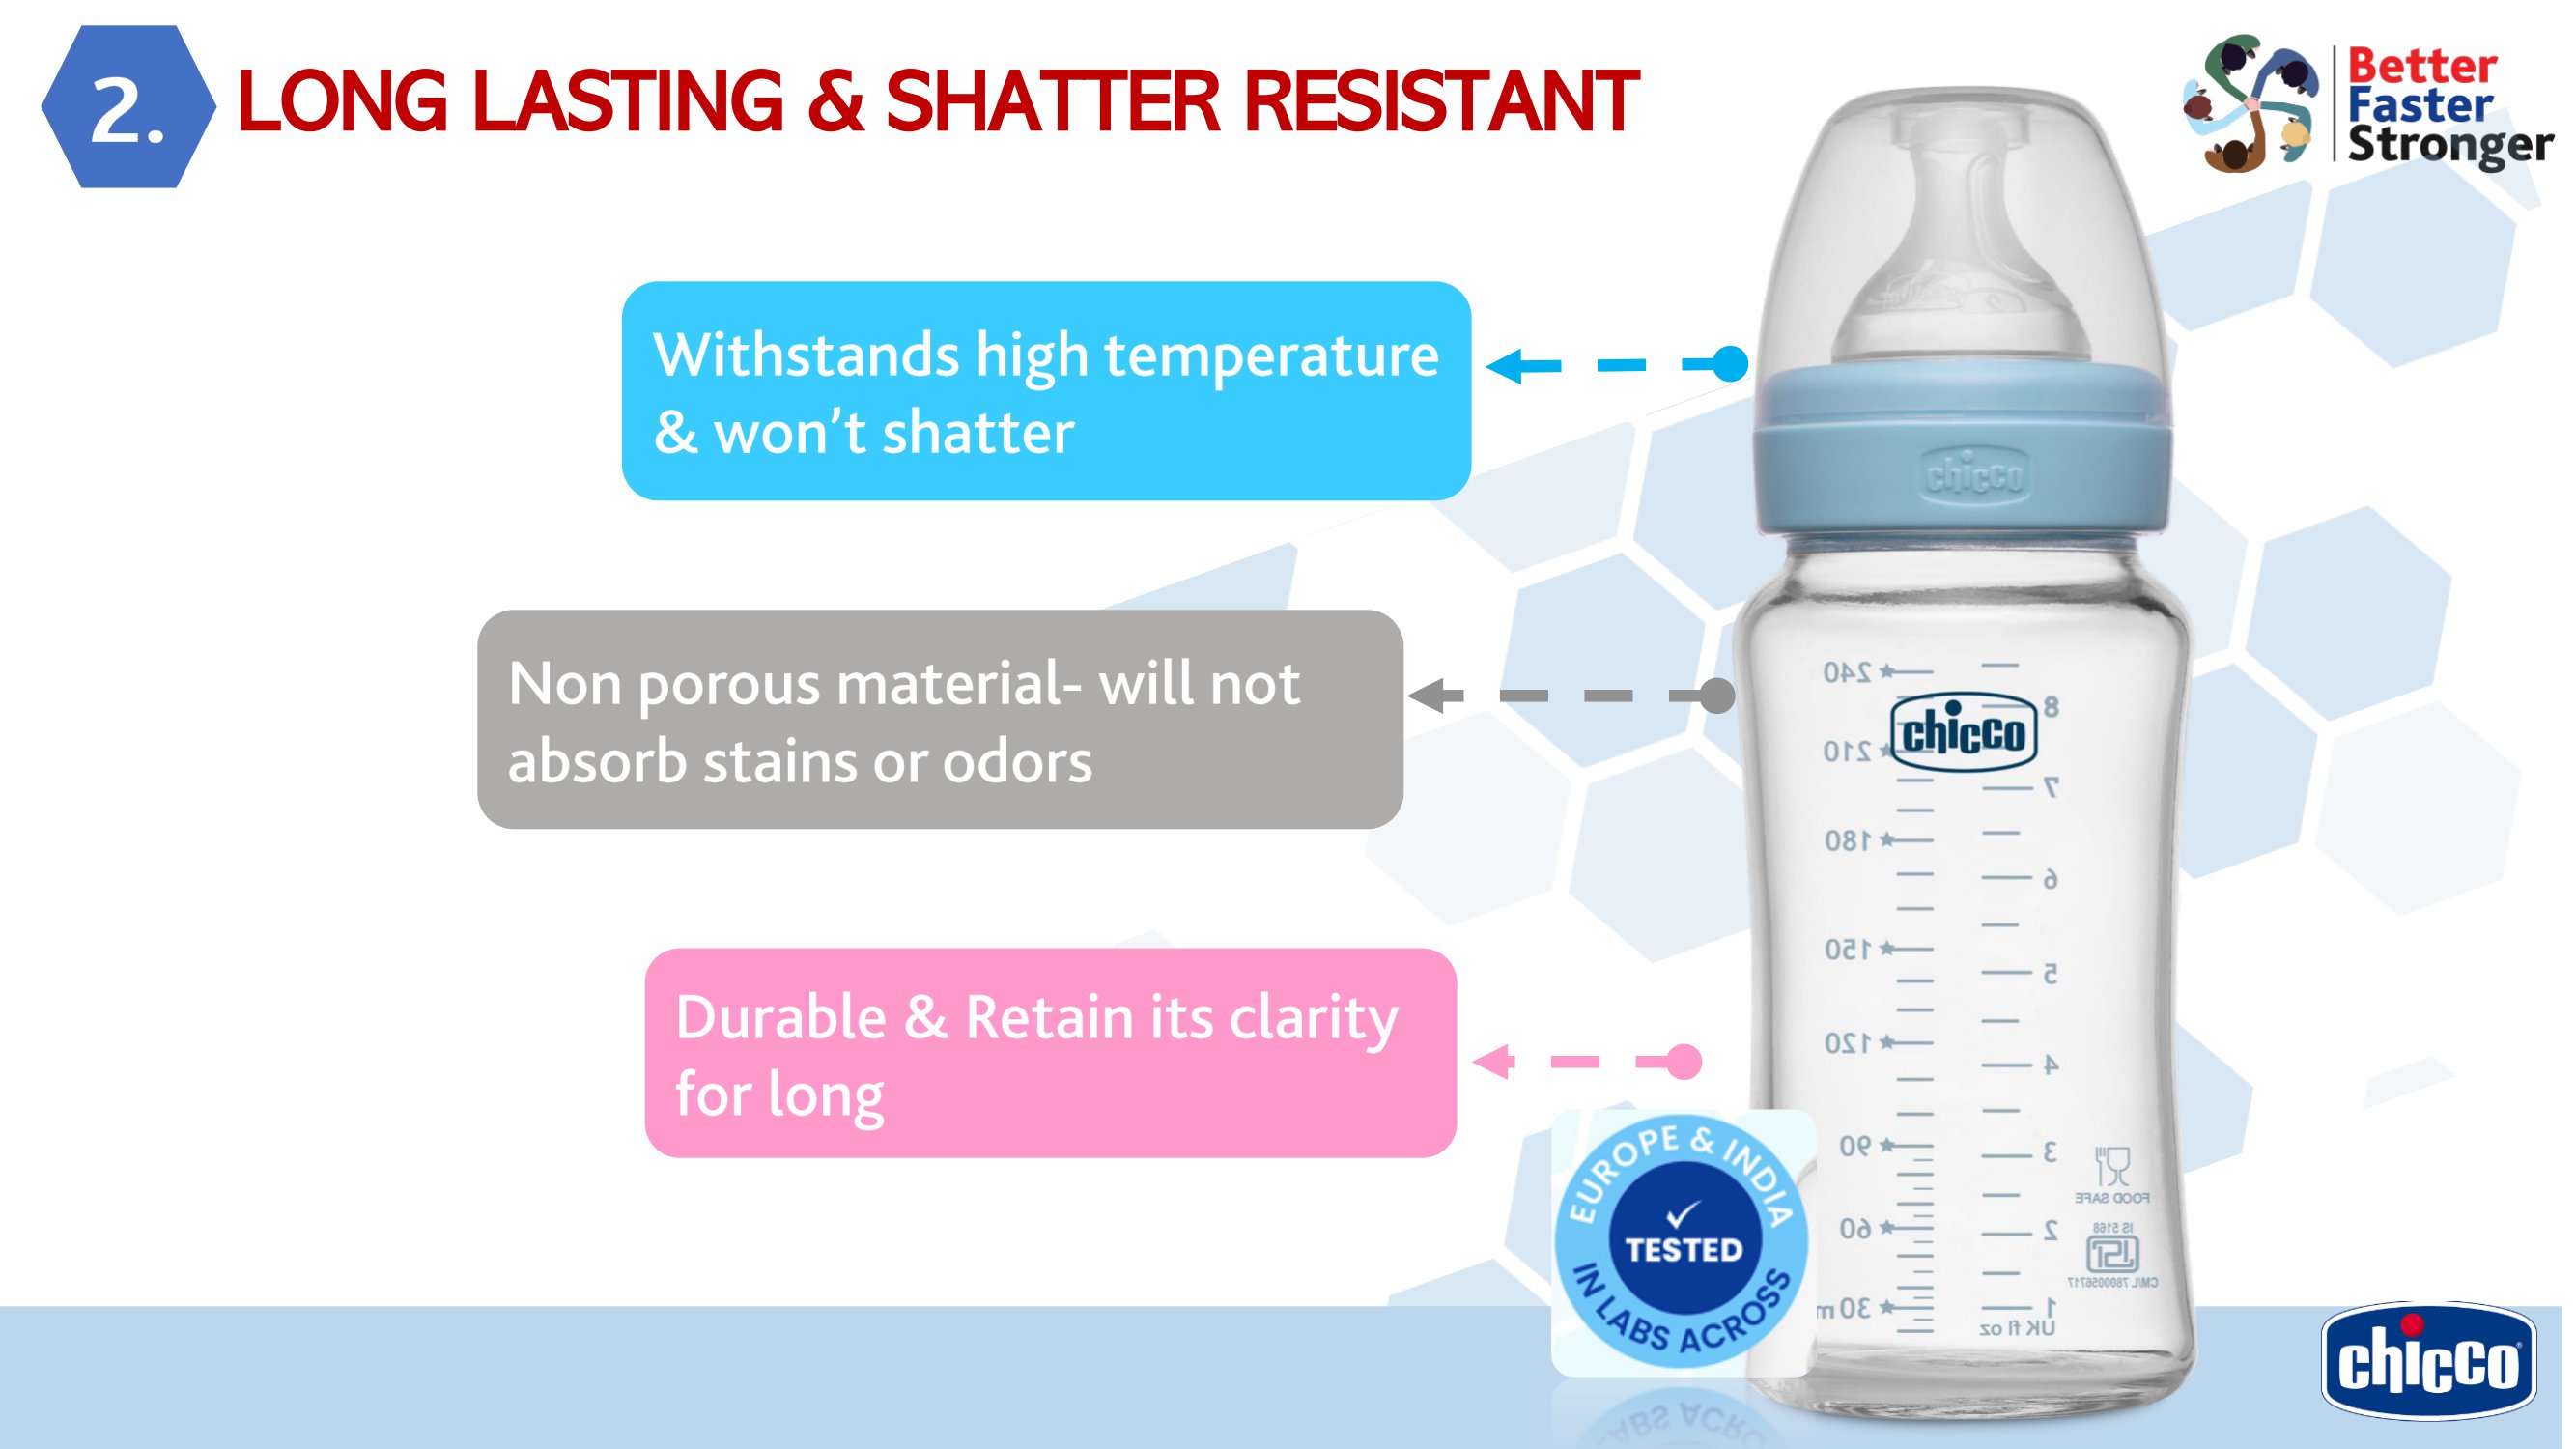 2.
LONG LASTING & SHATTER RESISTANT
Better
Faster
Stronger
Withstands high temperature
& won’t shatter
Non porous material- will not
absorb stains or odors
Durable & Retain its clarity
for long
EUROPE & INDIA
TESTED
IN LABS ACROSS
chicco
240
8
chicco
210
7
180
6
150
5
120
4
90
3
FOOD SAFE
60
2
IS 5168
ISI
CM/L 7800056717
30 m
1
UK fl oz
chicco